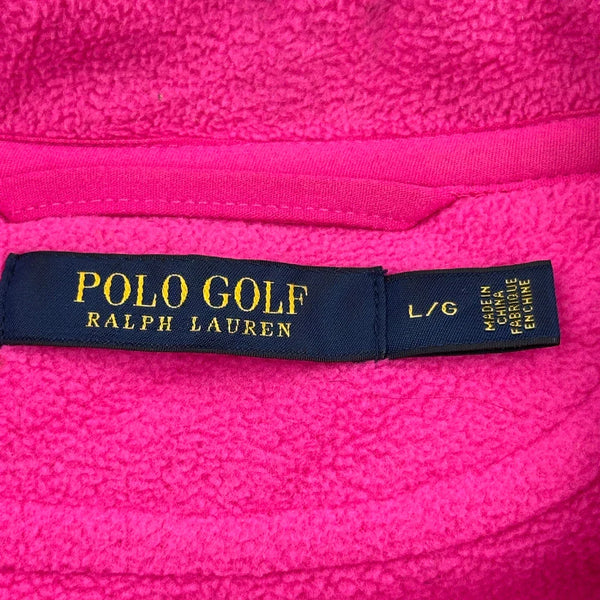 POLO GOLF
RALPH LAUREN
L/G
MADE IN
CHINA
FABRIQUE
EN CHINE